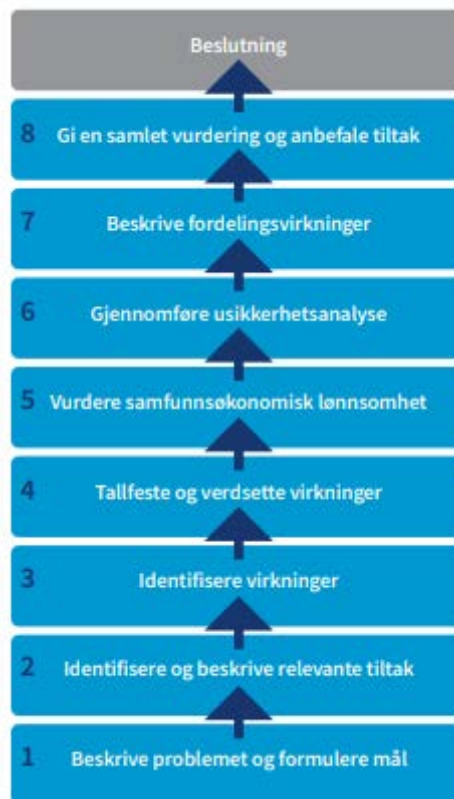 Beslutning
8 Gi en samlet vurdering og anbefale tiltak
7 Beskrive fordelingsvirkninger
6 Gjennomføre usikkerhetsanalyse
5 Vurdere samfunnsøkonomisk lønnsomhet
4 Tallfeste og verdsette virkninger
3 Identifisere virkninger
2 Identifisere og beskrive relevante tiltak
1 Beskrive problemet og formulere mål